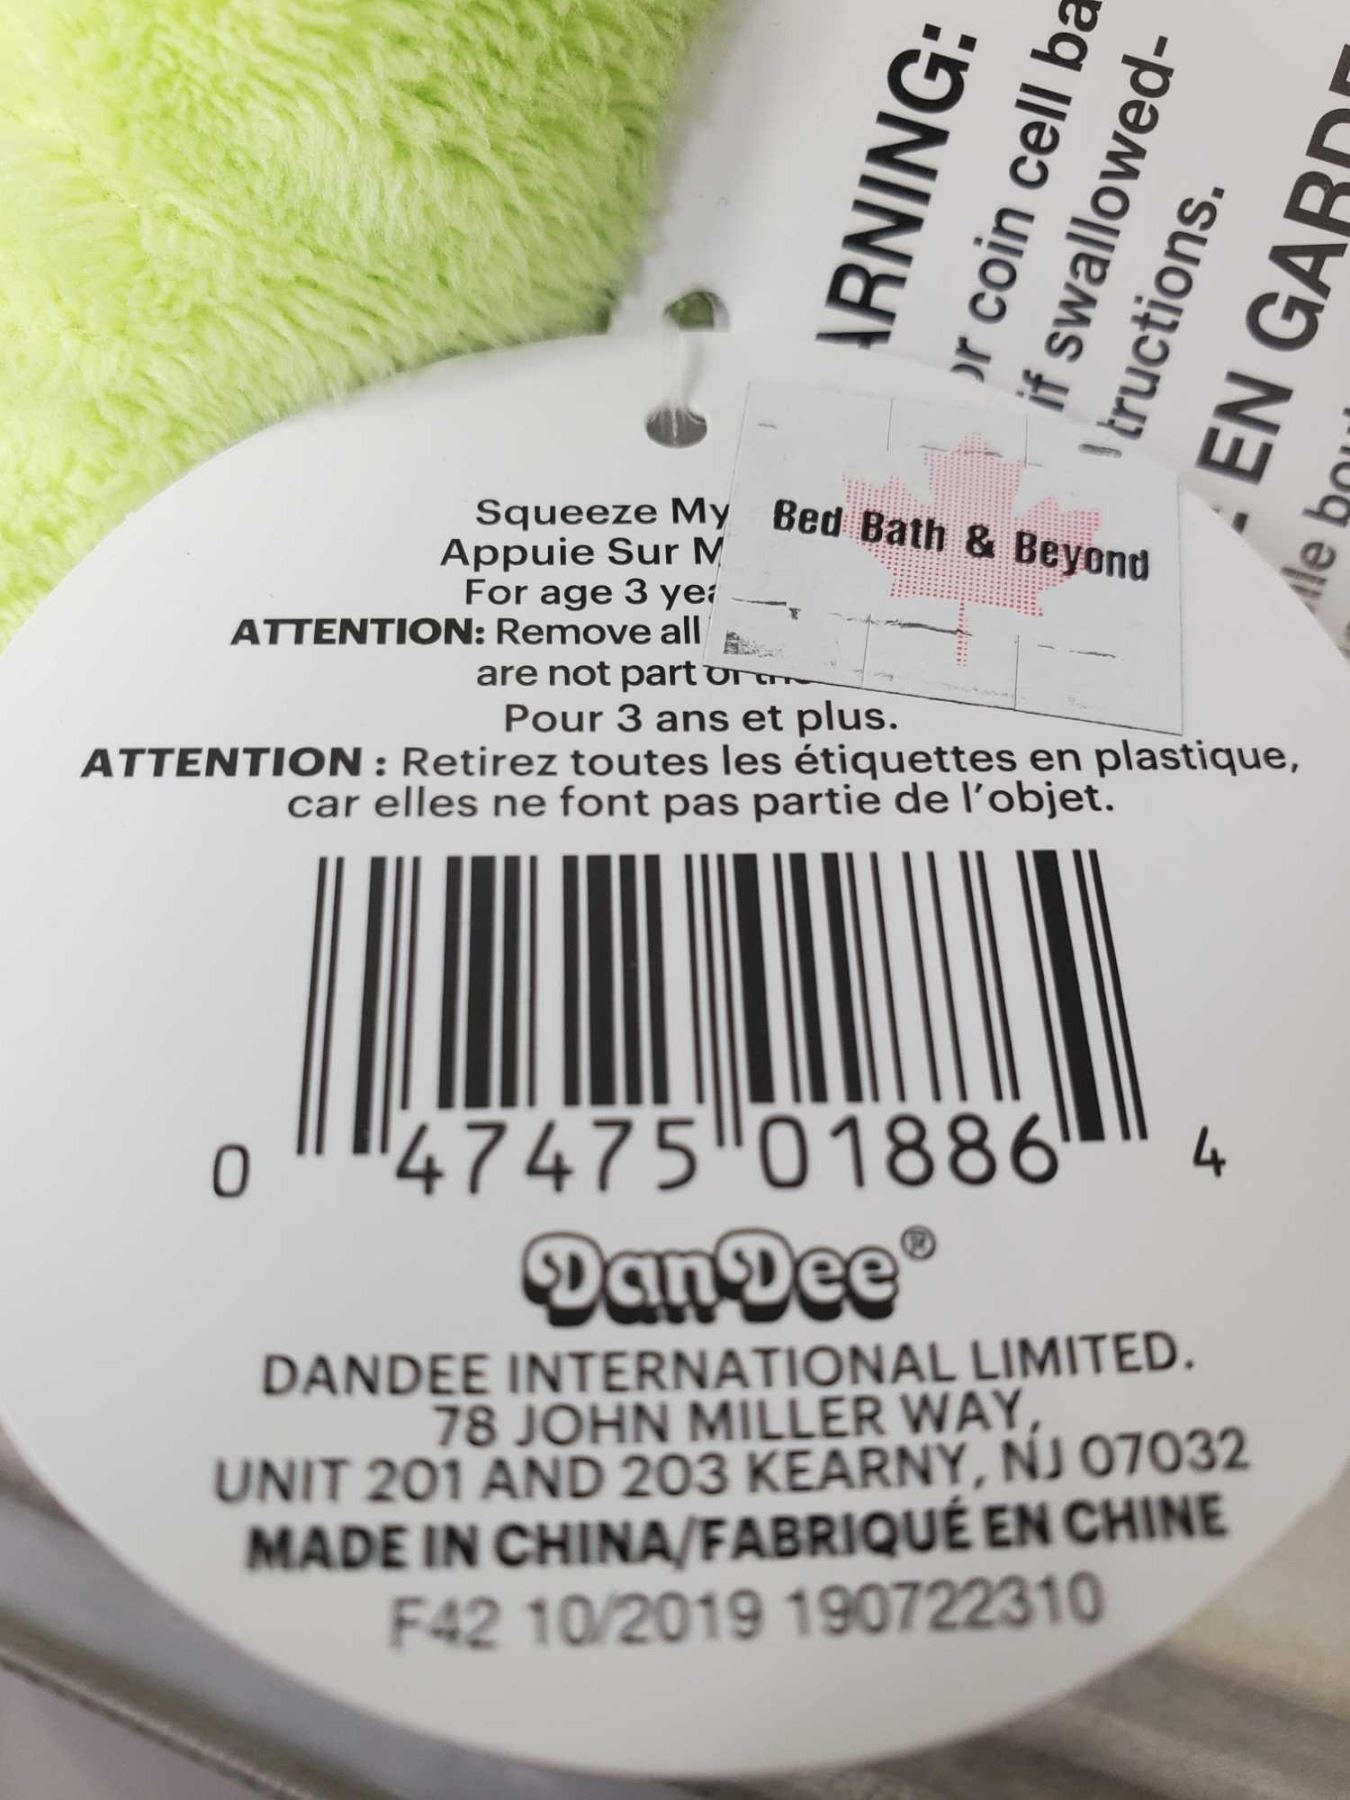 ARNING:
or coin cell ba
if swallowed-
tructions.
EN GARDE
Bed Bath & Beyond
Squeeze My
Appuie Sur M
For age 3 yea
ATTENTION: Remove all
are not part of the
Pour 3 ans et plus.
ATTENTION : Retirez toutes les étiquettes en plastique,
car elles ne font pas partie de l'objet.
0 47475 01886 4
DanDee®
DANDEE INTERNATIONAL LIMITED.
78 JOHN MILLER WAY,
UNIT 201 AND 203 KEARNY, NJ 07032
MADE IN CHINA/FABRIQUÉ EN CHINE
F42 10/2019 190722310